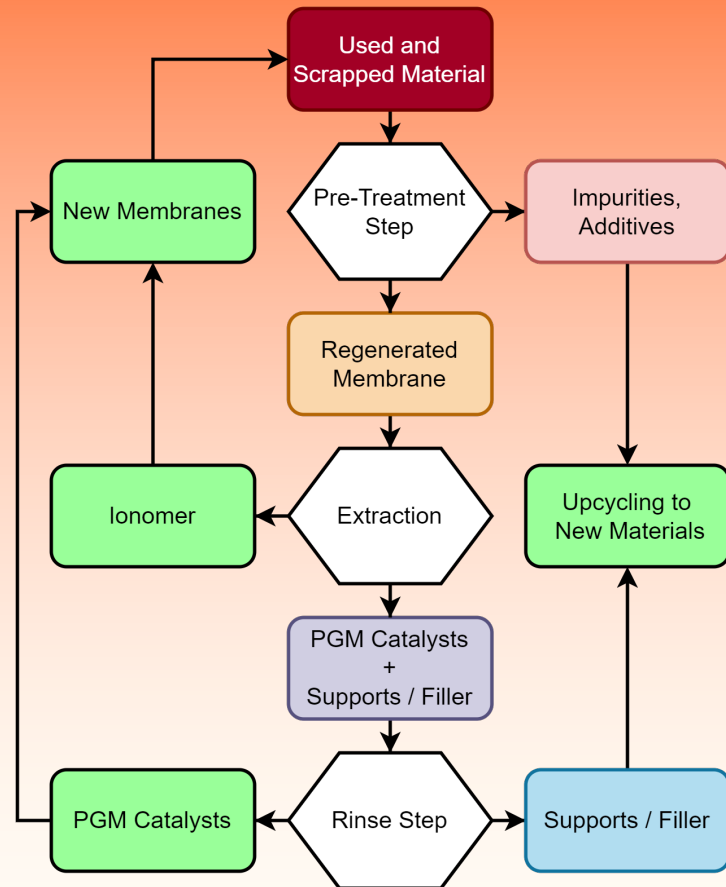 Used and
Scrapped Material
New Membranes
Pre-Treatment
Step
Impurities,
Additives
Regenerated
Membrane
Ionomer
Extraction
Upcycling to
New Materials
PGM Catalysts
+
Supports / Filler
PGM Catalysts
Rinse Step
Supports / Filler